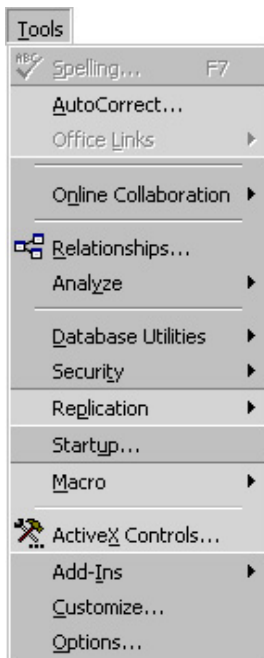 Tools
ABC Spelling... F7
AutoCorrect...
Office Links
Online Collaboration
Relationships...
Analyze
Database Utilities
Security
Replication
Startup...
Macro
ActiveX Controls...
Add-Ins
Customize...
Options...